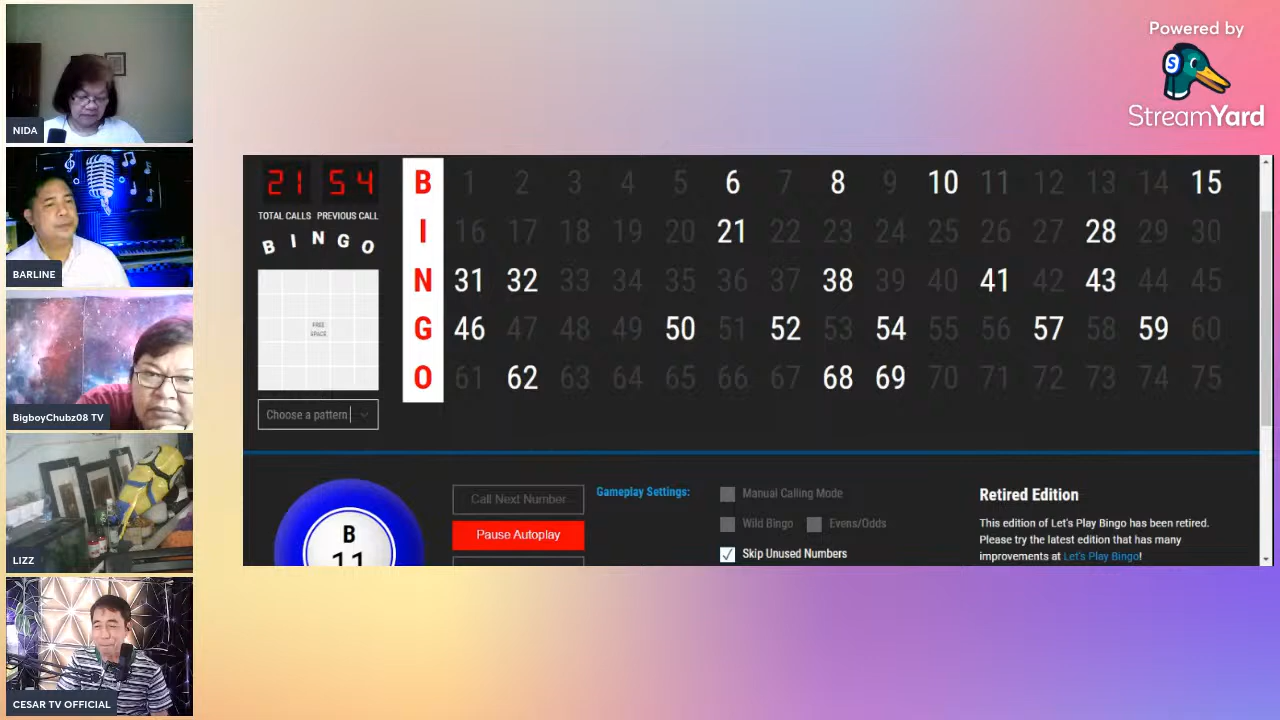 Powered by
StreamYard
NIDA
BARLINE
BigboyChubz08 TV
LIZZ
CESAR TV OFFICIAL
21 54
TOTAL CALLS PREVIOUS CALL
B I N G O
FREE
SPACE
Choose a pattern
B 1 2 3 4 5 6 7 8 9 10 11 12 13 14 15
I 16 17 18 19 20 21 22 23 24 25 26 27 28 29 30
N 31 32 33 34 35 36 37 38 39 40 41 42 43 44 45
G 46 47 48 49 50 51 52 53 54 55 56 57 58 59 60
O 61 62 63 64 65 66 67 68 69 70 71 72 73 74 75
B
11
Call Next Number
Pause Autoplay
Gameplay Settings:
Manual Calling Mode
Wild Bingo Evens/Odds
Skip Unused Numbers
Retired Edition
This edition of Let's Play Bingo has been retired.
Please try the latest edition that has many
improvements at Let's Play Bingo!